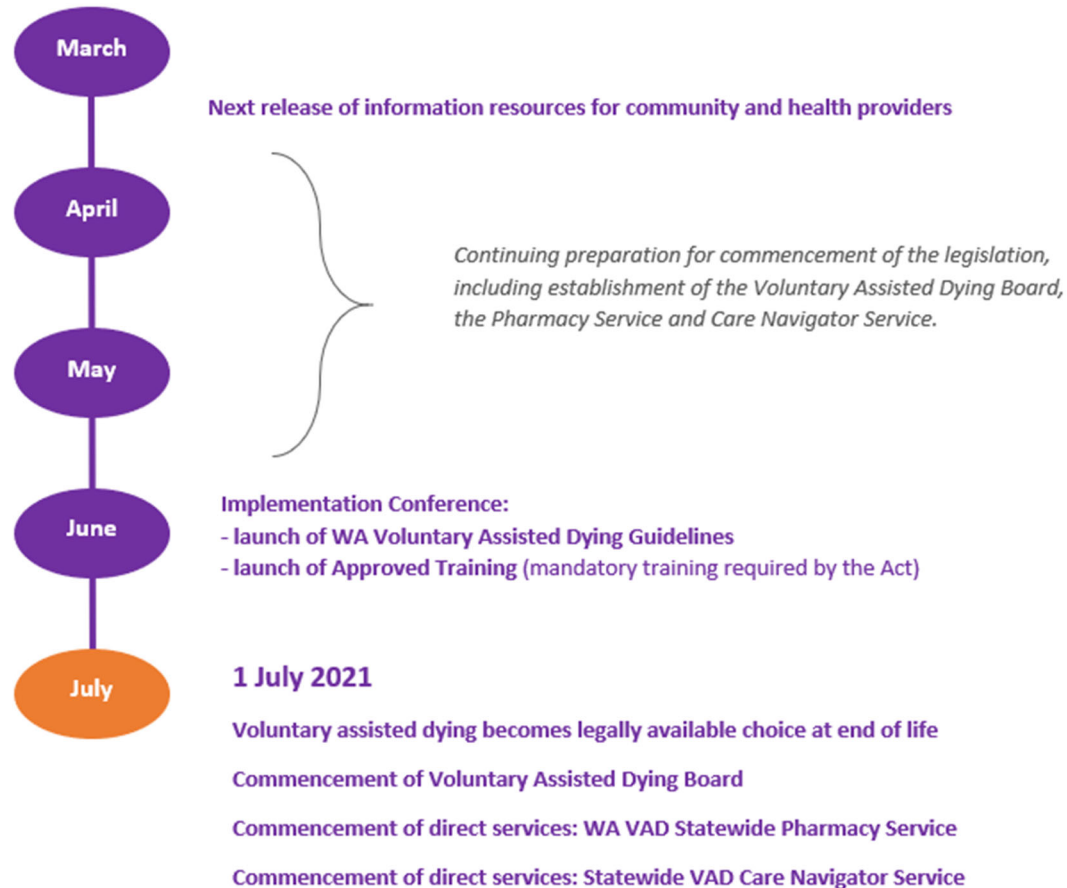 March
Next release of information resources for community and health providers
April
Continuing preparation for commencement of the legislation,
including establishment of the Voluntary Assisted Dying Board,
the Pharmacy Service and Care Navigator Service.
May
June
Implementation Conference:
- launch of WA Voluntary Assisted Dying Guidelines
- launch of Approved Training (mandatory training required by the Act)
July
1 July 2021
Voluntary assisted dying becomes legally available choice at end of life
Commencement of Voluntary Assisted Dying Board
Commencement of direct services: WA VAD Statewide Pharmacy Service
Commencement of direct services: Statewide VAD Care Navigator Service